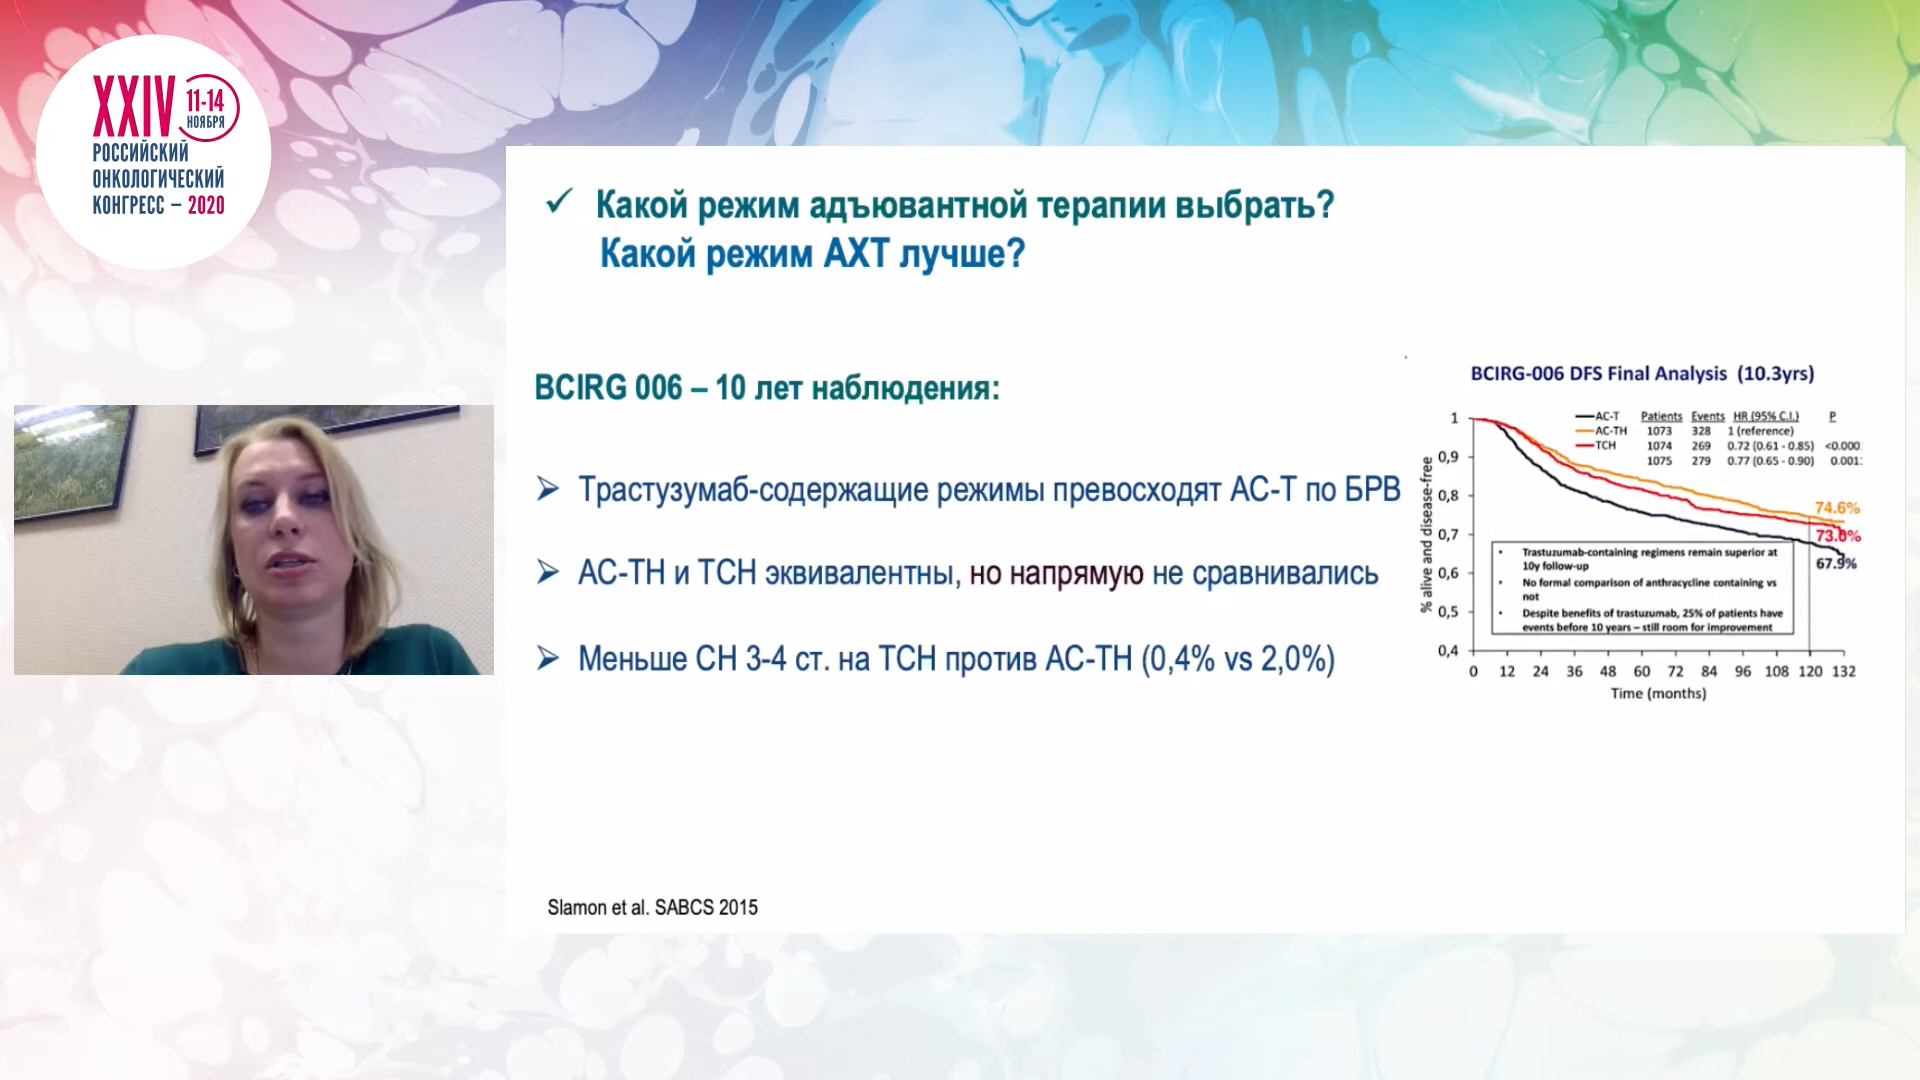 XXIV 11-14 НОЯБРЯ
РОССИЙСКИЙ
ОНКОЛОГИЧЕСКИЙ
КОНГРЕСС – 2020
✓ Какой режим адъювантной терапии выбрать?
Какой режим АХТ лучше?
BCIRG 006 – 10 лет наблюдения:
Трастузумаб-содержащие режимы превосходят АС-Т по БРВ
АС-ТН и ТСН эквивалентны, но напрямую не сравнивались
Меньше СН 3-4 ст. на ТСН против АС-ТН (0,4% vs 2,0%)
Slamon et al. SABCS 2015
BCIRG-006 DFS Final Analysis (10.3yrs)
AC-T Patients Events HR (95% C.I.) P
AC-TH 1073 328 1 (reference)
TCH 1074 269 0.72 (0.61 - 0.85) <0.000
1075 279 0.77 (0.65 - 0.90) 0.001
% alive and disease-free
1
0,9
0,8
0,7
0,6
0,5
0,4
74.6%
73.0%
67.9%
• Trastuzumab-containing regimens remain superior at
10y follow-up
• No formal comparison of anthracycline containing vs
not
• Despite benefits of trastuzumab, 25% of patients have
events before 10 years – still room for improvement
0 12 24 36 48 60 72 84 96 108 120 132
Time (months)